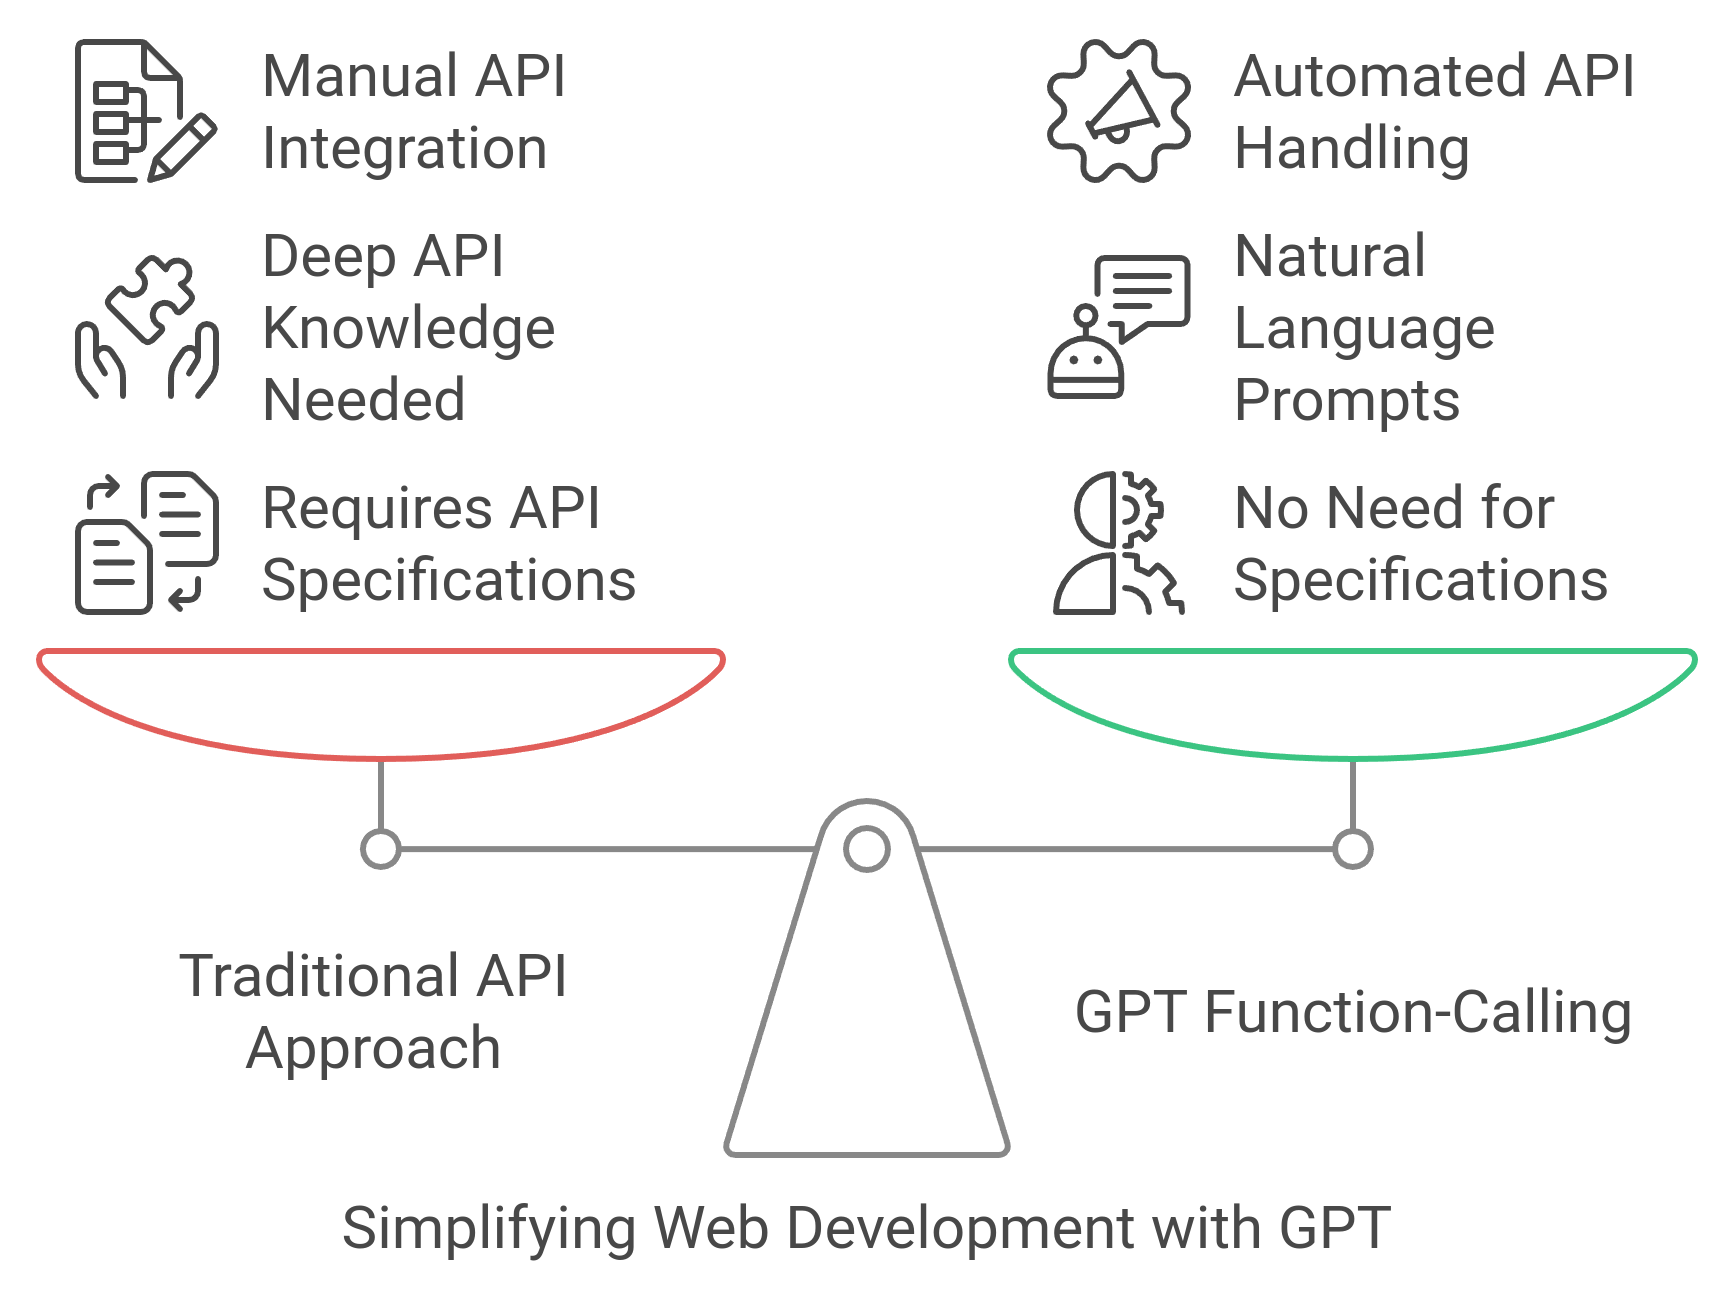 Manual API
Integration
Deep API
Knowledge
Needed
Requires API
Specifications
Automated API
Handling
Natural
Language
Prompts
No Need for
Specifications
Traditional API
Approach
GPT Function-Calling
Simplifying Web Development with GPT